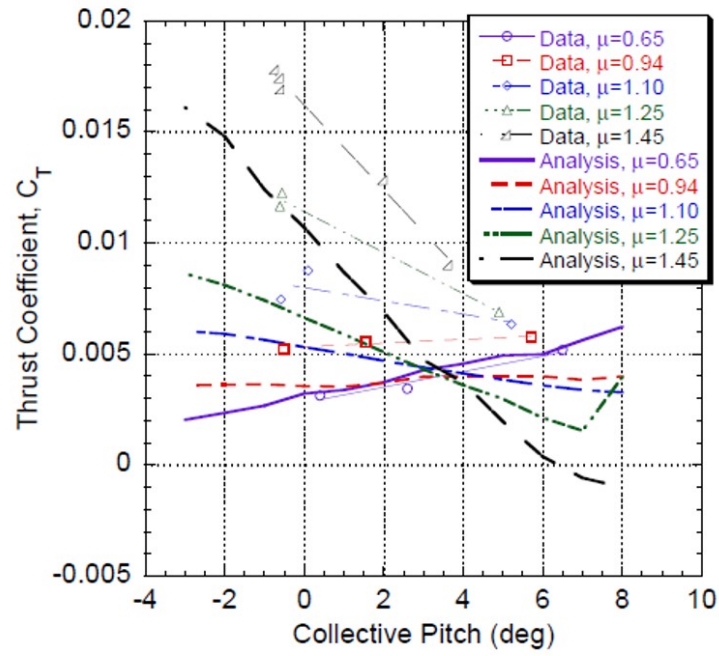 0.02
0.015
0.01
0.005
0
-0.005
Thrust Coefficient, C_T
-4 -2 0 2 4 6 8 10
Collective Pitch (deg)
Data, μ=0.65
Data, μ=0.94
Data, μ=1.10
Data, μ=1.25
Data, μ=1.45
Analysis, μ=0.65
Analysis, μ=0.94
Analysis, μ=1.10
Analysis, μ=1.25
Analysis, μ=1.45